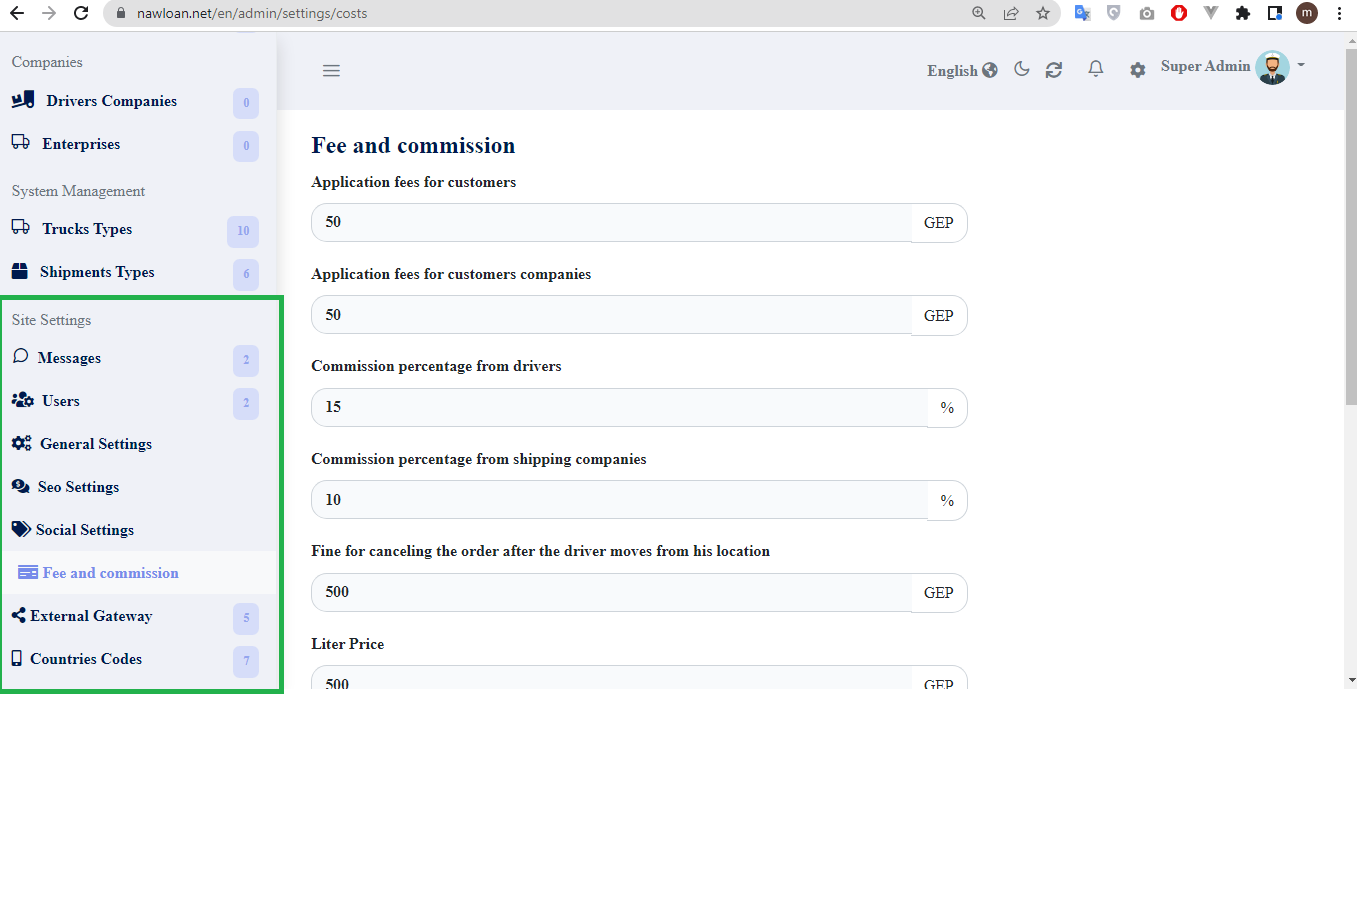 nawloan.net/en/admin/settings/costs
m
Companies
Drivers Companies 0
Enterprises 0
System Management
Trucks Types 10
Shipments Types 6
Site Settings
Messages 2
Users 2
General Settings
Seo Settings
Social Settings
Fee and commission
External Gateway 5
Countries Codes 7
English
Super Admin
Fee and commission
Application fees for customers
50 GEP
Application fees for customers companies
50 GEP
Commission percentage from drivers
15 %
Commission percentage from shipping companies
10 %
Fine for canceling the order after the driver moves from his location
500 GEP
Liter Price
500 GEP